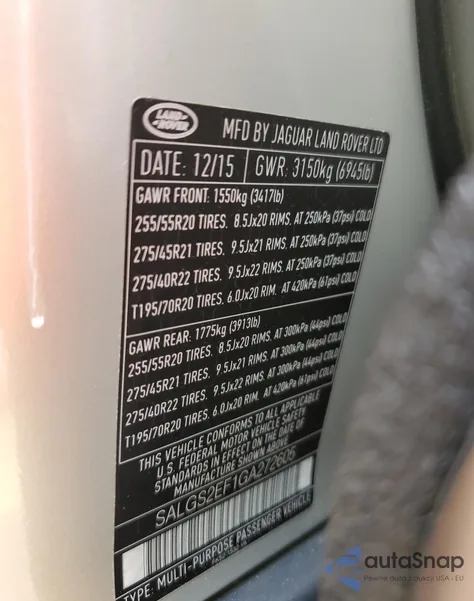 LAND
ROVER
MFD BY JAGUAR LAND ROVER LTD
DATE: 12/15 GWR: 3150kg (6945lb)
GAWR FRONT: 1550kg (3417lb)
255/55R20 TIRES. 8.5Jx20 RIMS. AT 250kPa (37psi) COLD
275/45R21 TIRES. 9.5Jx21 RIMS. AT 250kPa (37psi) COLD
275/40R22 TIRES. 9.5Jx22 RIMS. AT 250kPa (37psi) COLD
T195/70R20 TIRES. 6.0Jx20 RIM. AT 420kPa (61psi) COLD
GAWR REAR: 1775kg (3913lb)
255/55R20 TIRES. 8.5Jx20 RIMS. AT 300kPa (44psi) COLD
275/45R21 TIRES. 9.5Jx21 RIMS. AT 300kPa (44psi) COLD
275/40R22 TIRES. 9.5Jx22 RIMS. AT 300kPa (44psi) COLD
T195/70R20 TIRES. 6.0Jx20 RIM. AT 420kPa (61psi) COLD
THIS VEHICLE CONFORMS TO ALL APPLICABLE
U.S. FEDERAL MOTOR VEHICLE SAFETY
STANDARDS IN EFFECT ON THE DATE OF
MANUFACTURE SHOWN ABOVE
SALGS2EF1GA272605
TYPE: MULTI-PURPOSE PASSENGER VEHICLE
autaSnap
Pewne auta z aukcji USA - EU